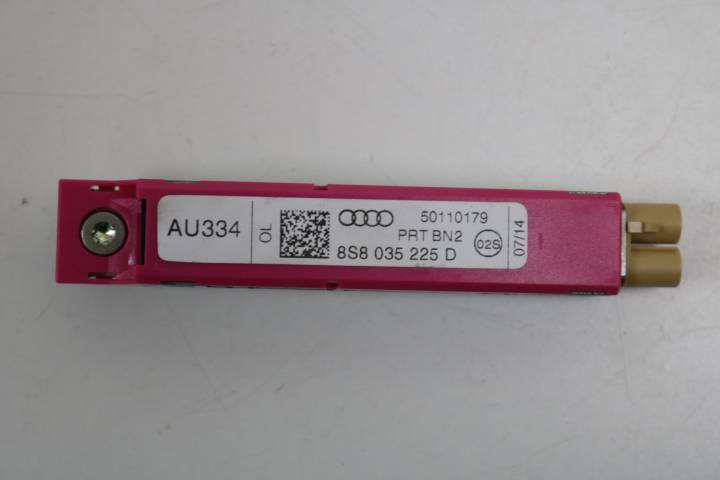 AU334
OL
50110179
PRT BN2
02S
8S8 035 225 D
07/14